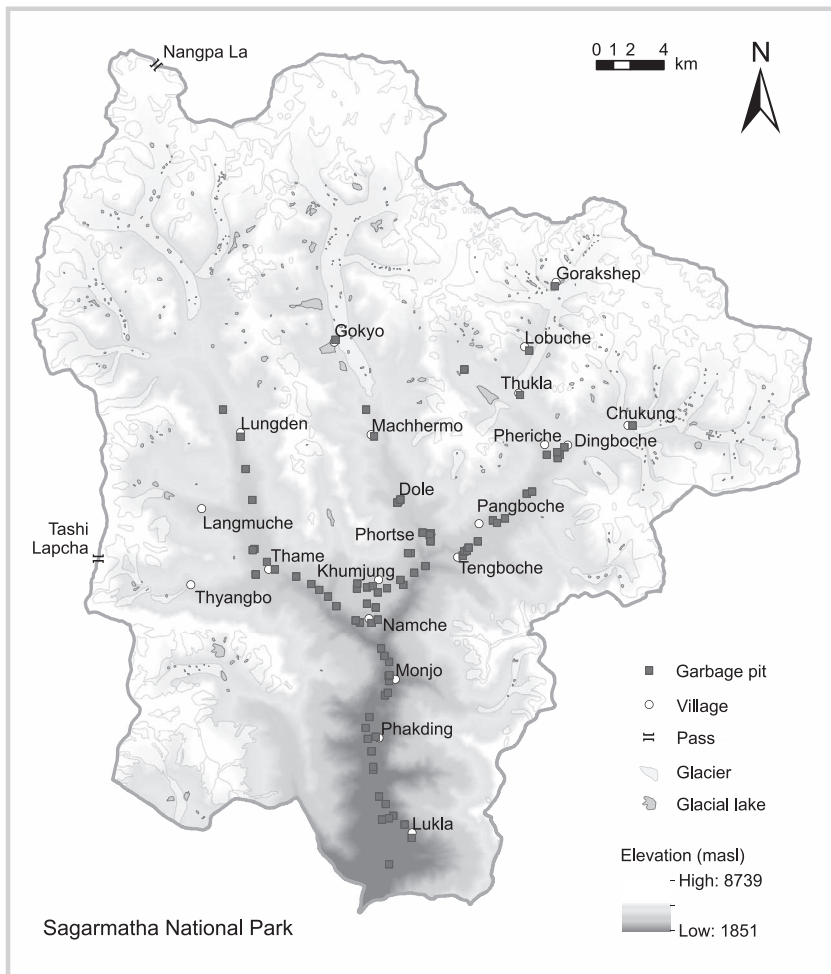 Nangpa La
0 1 2 4
km
N
Gorakshep
Gokyo
Lobuche
Thukla
Chukung
Lungden
Machhermo
Pheriche
Dingboche
Dole
Pangboche
Langmuche
Phortse
Tashi
Lapcha
Thame
Khumjung
Tengboche
Thyangbo
Namche
Monjo
Garbage pit
Village
Pass
Phakding
Glacier
Glacial lake
Lukla
Elevation (masl)
High: 8739
Low: 1851
Sagarmatha National Park